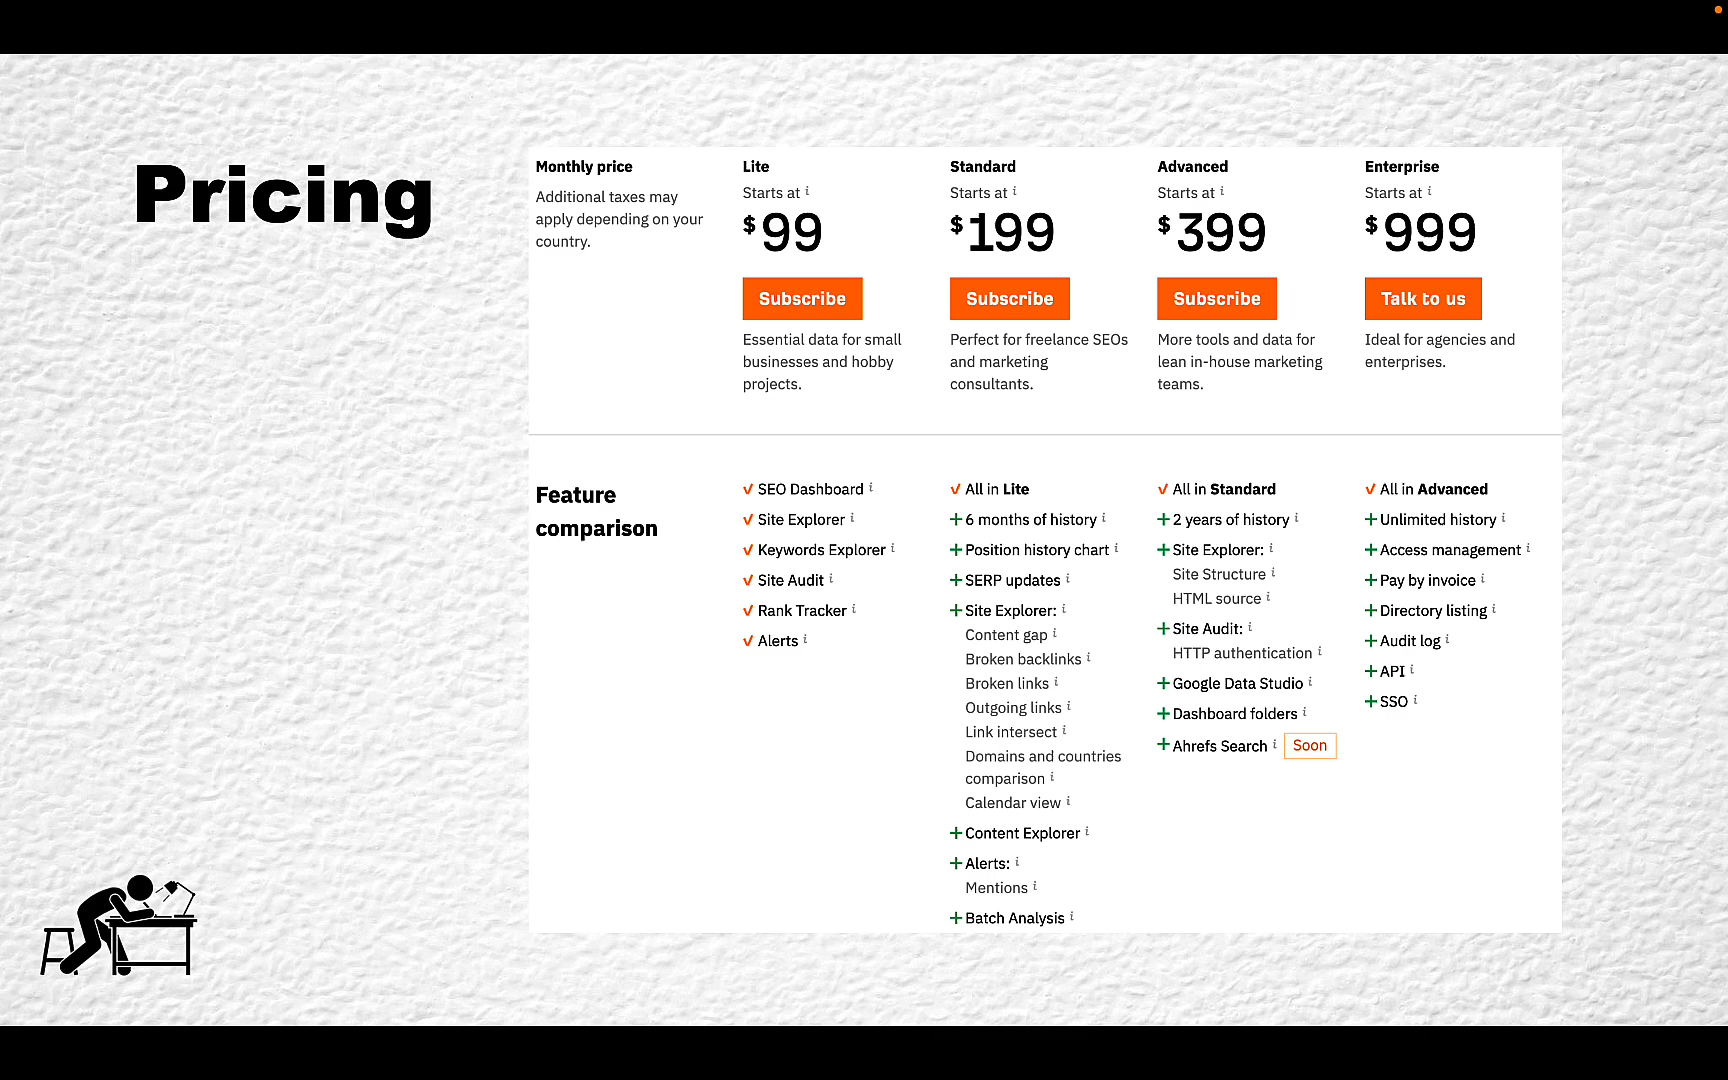 Pricing
Monthly price
Additional taxes may
apply depending on your
country.
Lite
Starts at i
$99
Subscribe
Essential data for small
businesses and hobby
projects.
Standard
Starts at i
$199
Subscribe
Perfect for freelance SEOs
and marketing
consultants.
Advanced
Starts at i
$399
Subscribe
More tools and data for
lean in-house marketing
teams.
Enterprise
Starts at i
$999
Talk to us
Ideal for agencies and
enterprises.
Feature
comparison
✓ SEO Dashboard i
✓ Site Explorer i
✓ Keywords Explorer i
✓ Site Audit i
✓ Rank Tracker i
✓ Alerts i
✓ All in Lite
+ 6 months of history i
+ Position history chart i
+ SERP updates i
+ Site Explorer: i
Content gap i
Broken backlinks i
Broken links i
Outgoing links i
Link intersect i
Domains and countries
comparison i
Calendar view i
+ Content Explorer i
+ Alerts: i
Mentions i
+ Batch Analysis i
✓ All in Standard
+ 2 years of history i
+ Site Explorer: i
Site Structure i
HTML source i
+ Site Audit: i
HTTP authentication i
+ Google Data Studio i
+ Dashboard folders i
+ Ahrefs Search i Soon
✓ All in Advanced
+ Unlimited history i
+ Access management i
+ Pay by invoice i
+ Directory listing i
+ Audit log i
+ API i
+ SSO i